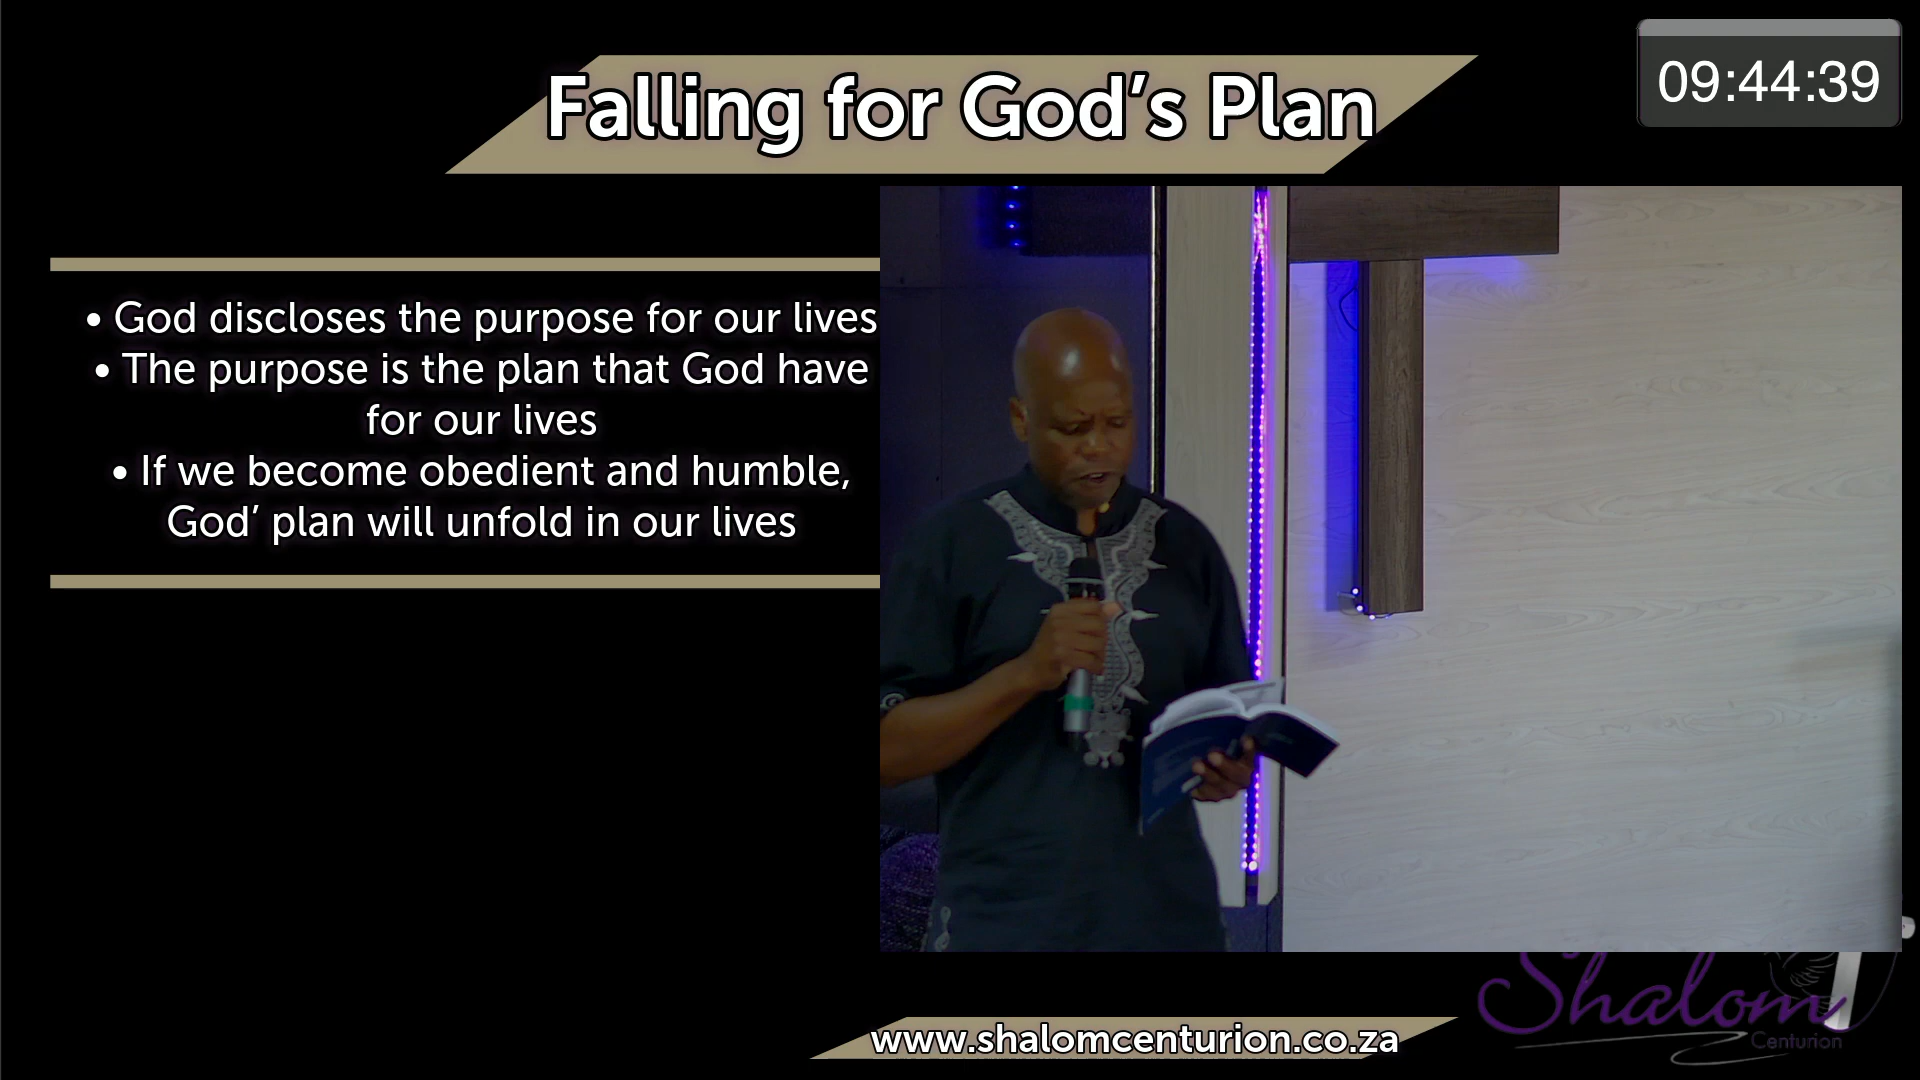 Falling for God's Plan
09:44:39
• God discloses the purpose for our lives
• The purpose is the plan that God have
for our lives
• If we become obedient and humble,
God' plan will unfold in our lives
www.shalomcenturion.co.za
Shalom
Centurion